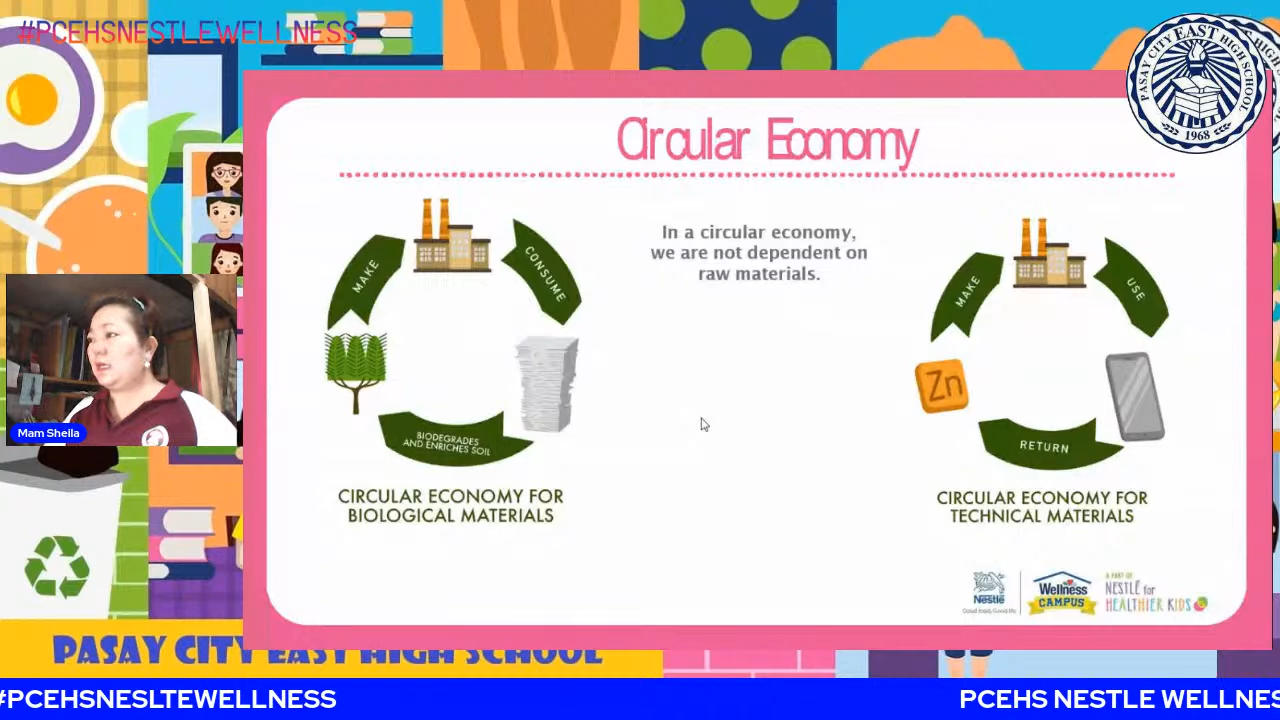 #PCEHSNESTLEWELLNESS
PASAY CITY EAST HIGH SCHOOL
1968
Circular Economy
In a circular economy,
we are not dependent on
raw materials.
MAKE
CONSUME
BIODEGRADES
AND ENRICHES SOIL
CIRCULAR ECONOMY FOR
BIOLOGICAL MATERIALS
MAKE
USE
Zn
RETURN
CIRCULAR ECONOMY FOR
TECHNICAL MATERIALS
Mam Sheila
Nestlé
Good food, Good life
Wellness
CAMPUS
A PART OF
NESTLÉ for
HEALTHIER KIDS
PASAY CITY EAST HIGH SCHOOL
#PCEHSNESLTEWELLNESS
PCEHS NESTLE WELLNES